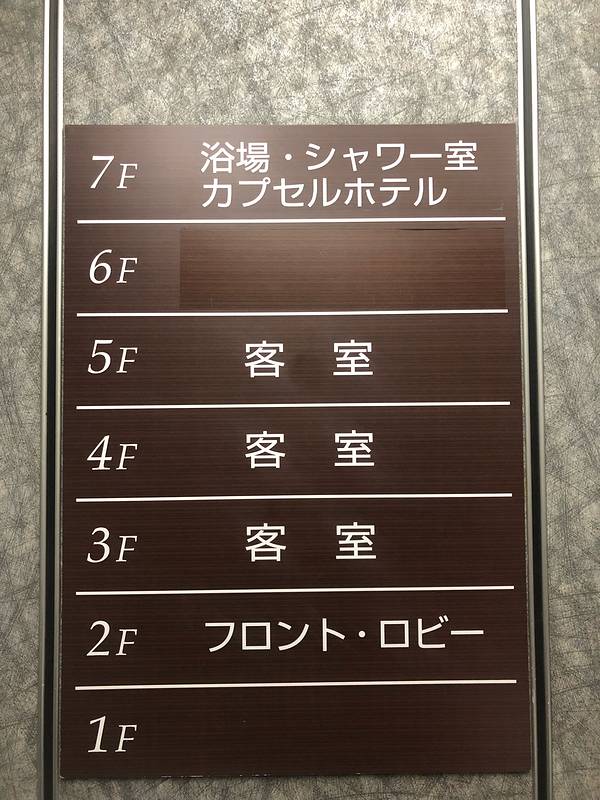 7F 浴場・シャワー室
カプセルホテル
6F
5F 客室
4F 客室
3F 客室
2F フロント・ロビー
1F